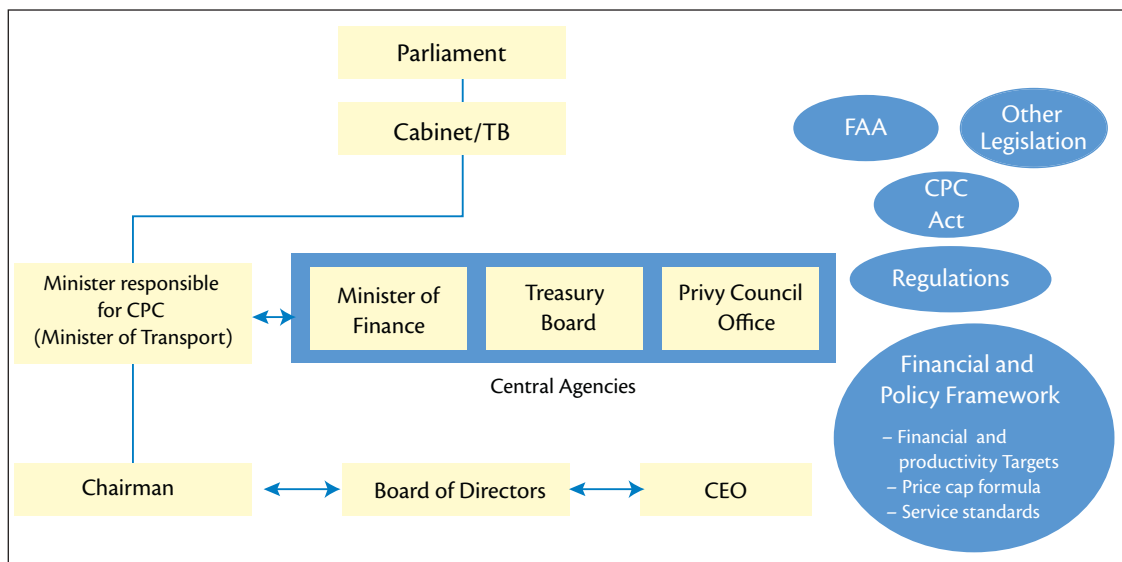 Parliament
Cabinet/TB
FAA
Other
Legislation
CPC
Act
Regulations
Minister responsible
for CPC
(Minister of Transport)
Minister of
Finance
Treasury
Board
Privy Council
Office
Central Agencies
Financial and
Policy Framework
– Financial and
productivity Targets
– Price cap formula
– Service standards
Chairman
Board of Directors
CEO